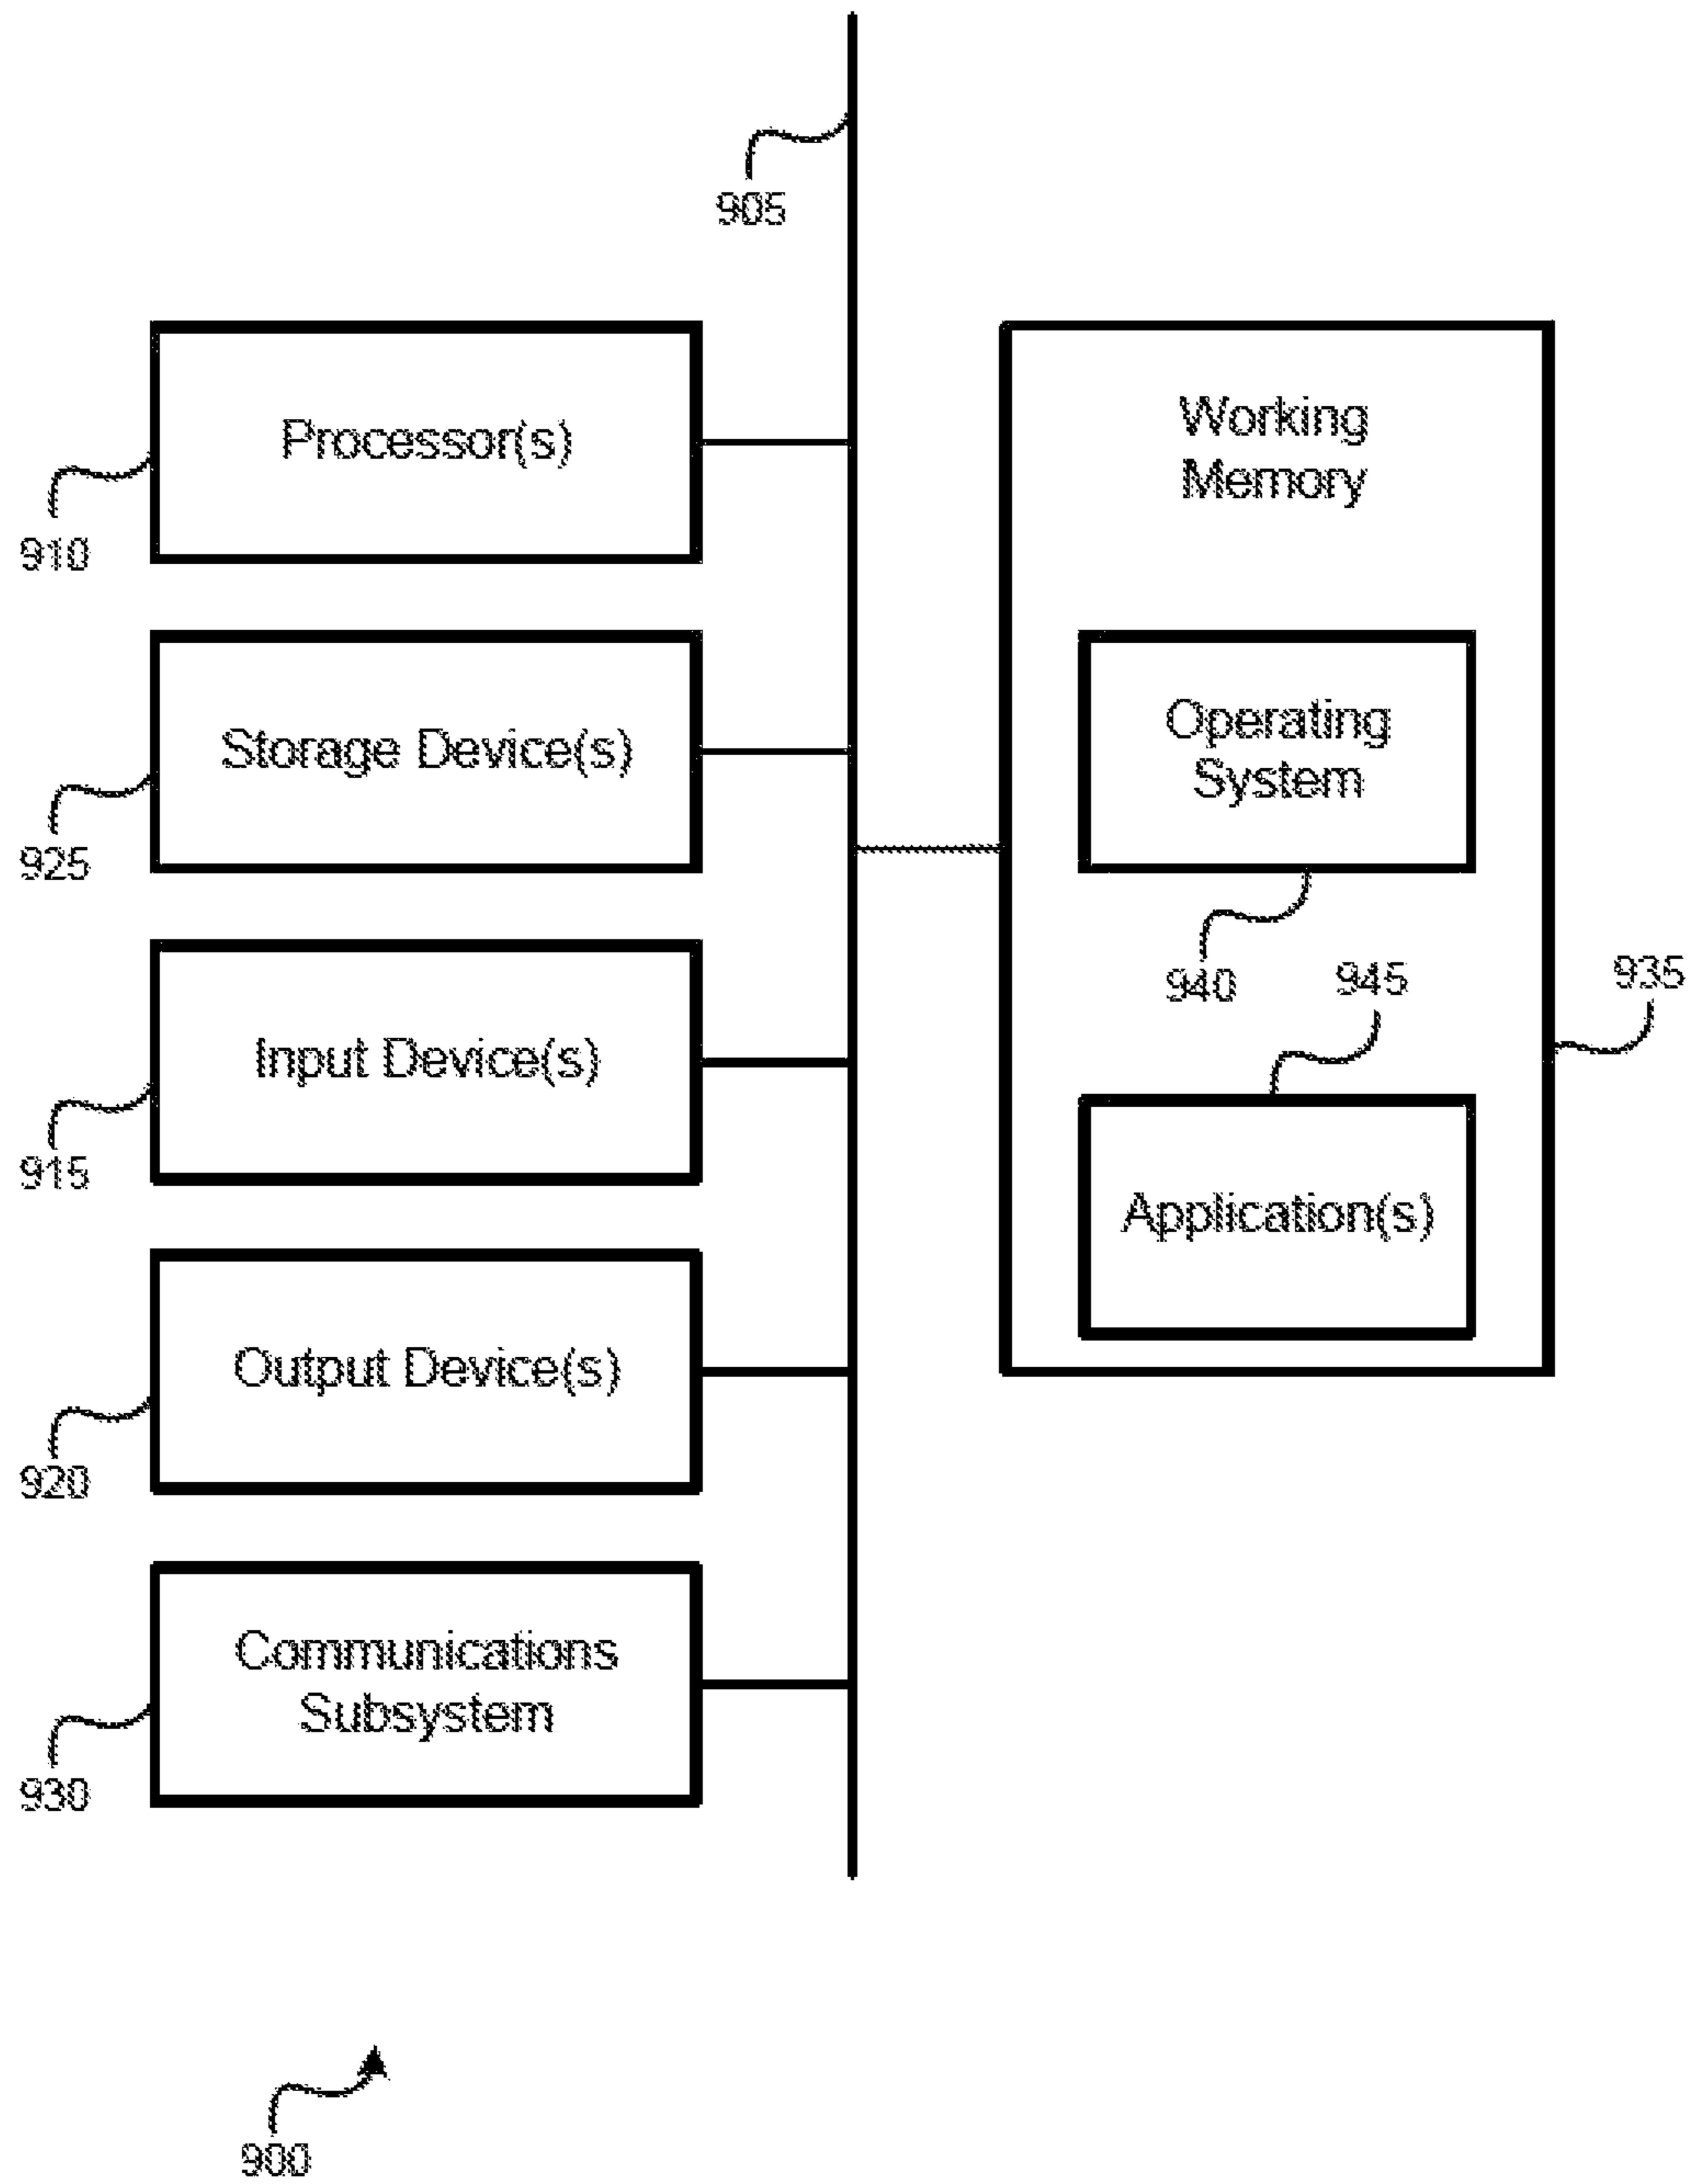 905
Processor(s)
910
Working
Memory
Storage Device(s)
925
Operating
System
940
945
935
Input Device(s)
915
Application(s)
Output Device(s)
920
Communications
Subsystem
930
900